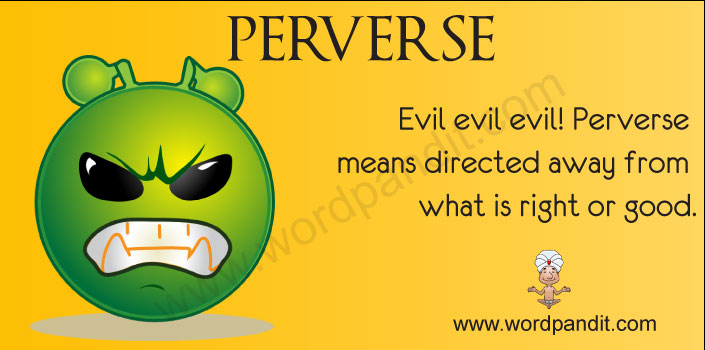 PERVERSE
Evil evil evil! Perverse
means directed away from
what is right or good.
www.wordpandit.com
www.wordpandit.com